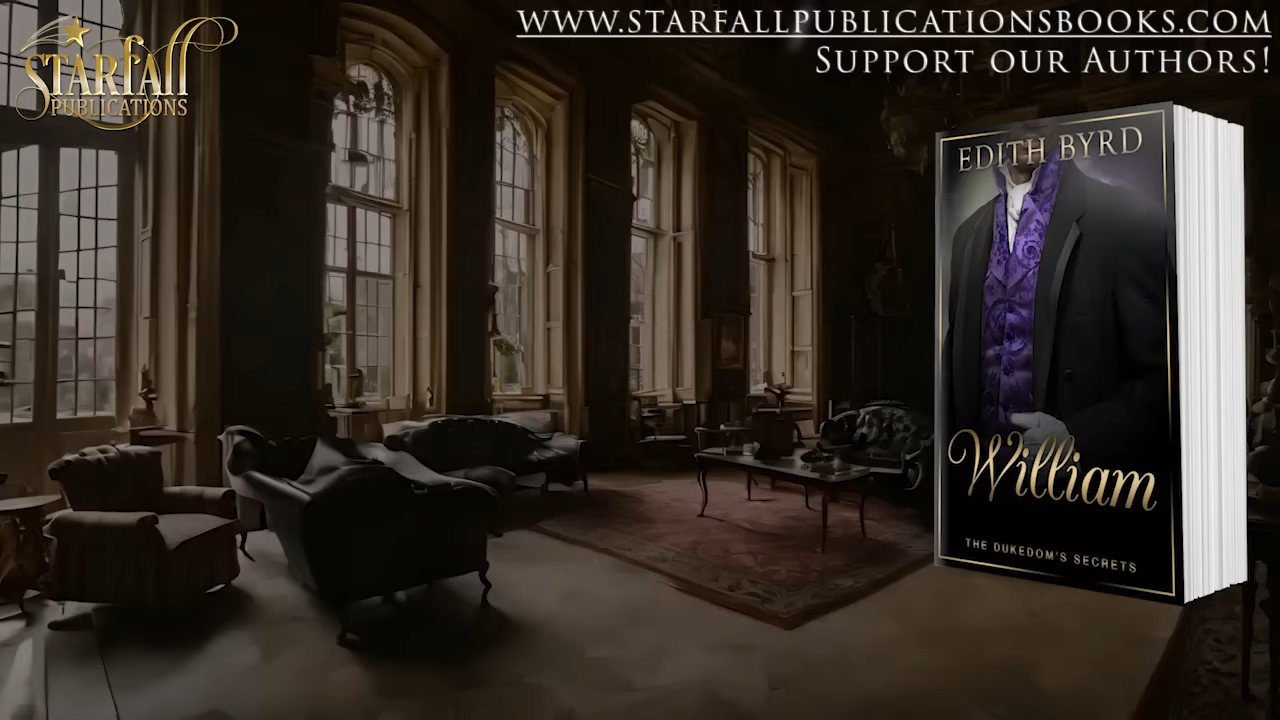 STARfall
PUBLICATIONS
WWW.STARFALLPUBLICATIONSBOOKS.COM
SUPPORT OUR AUTHORS!
EDITH BYRD
William
THE DUKEDOM'S SECRETS